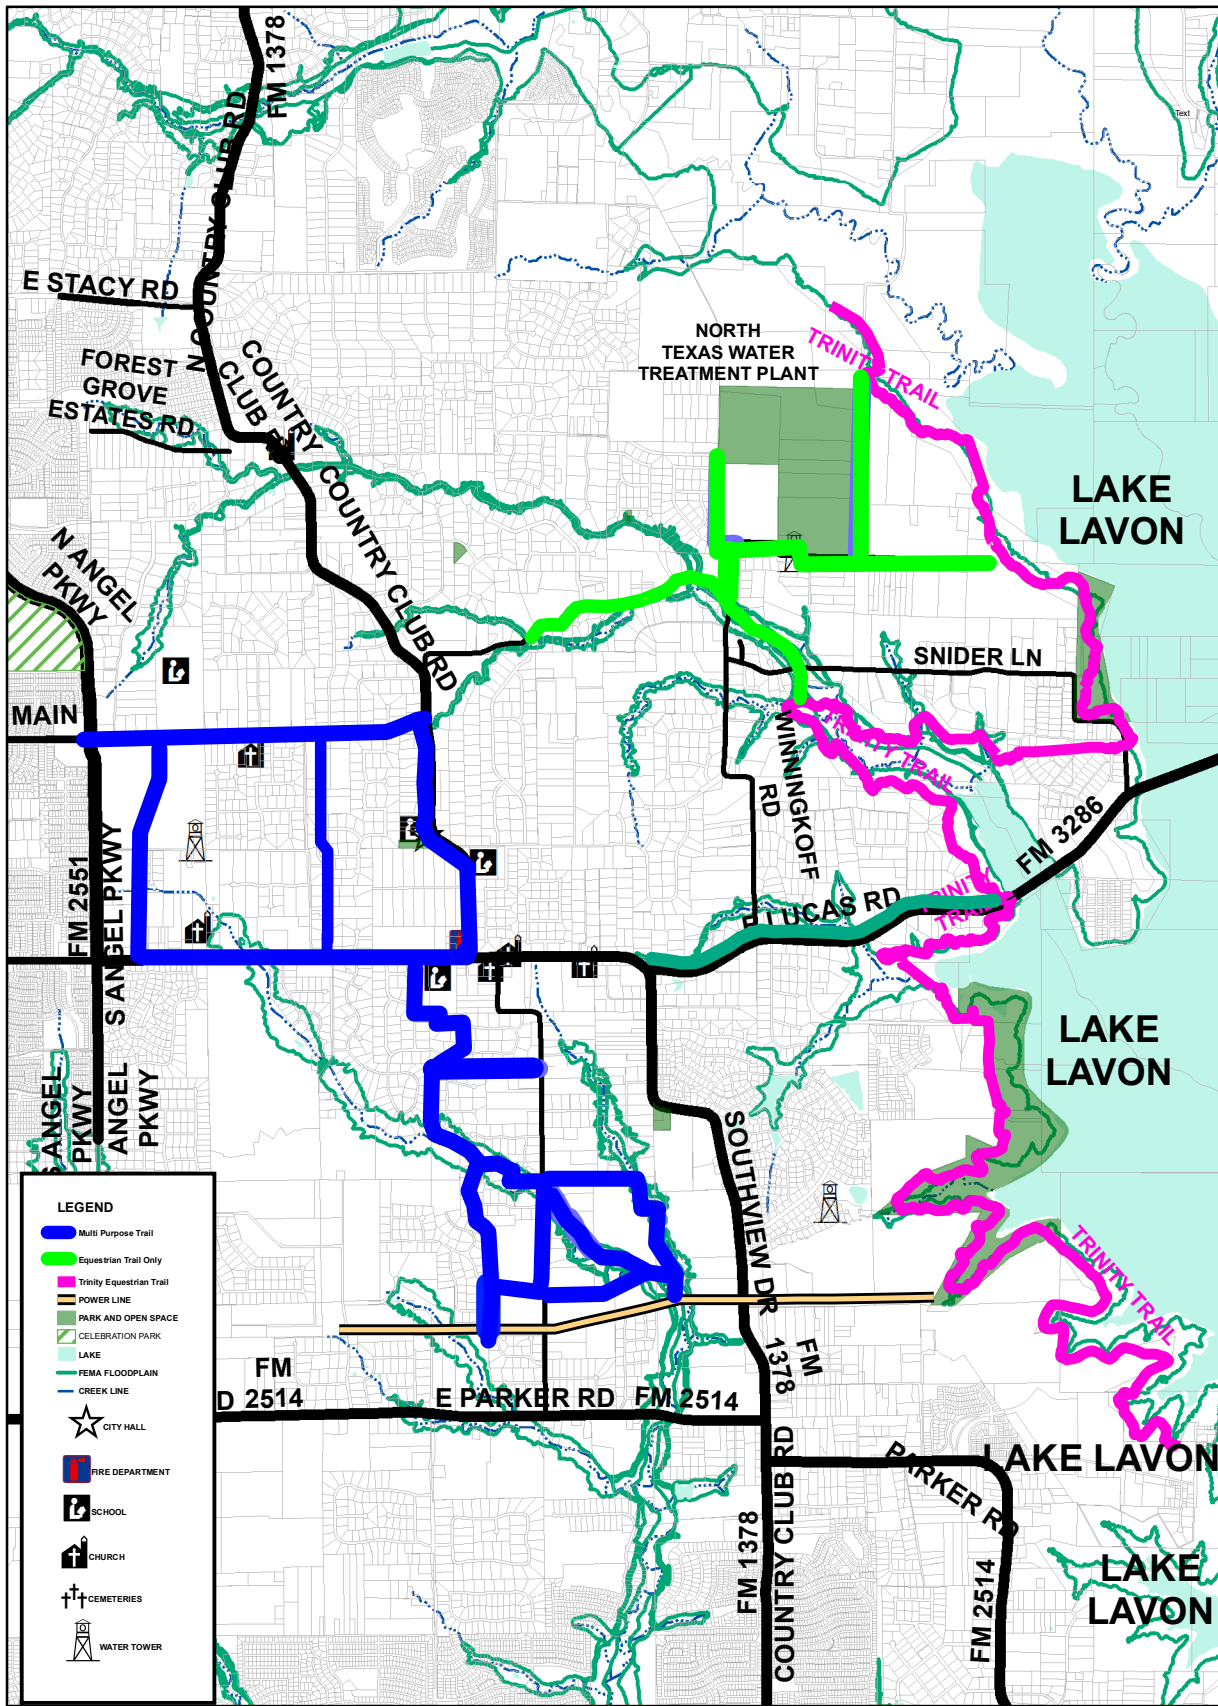 FM 1378
N COUNTRY CLUB RD
Text
E STACY RD
FOREST
GROVE
ESTATES RD
COUNTRY
CLUB
COUNTRY CLUB RD
COUNTRY
NORTH
TEXAS WATER
TREATMENT PLANT
TRINITY TRAIL
LAKE
LAVON
N ANGEL
PKWY
SNIDER LN
MAIN
WINNINGKOFF
RD
TRINITY TRAIL
FM 3286
FM 2551
S ANGEL PKWY
LUCAS RD
TRINITY
TRAIL
LAKE
LAVON
S ANGEL
PKWY
ANGEL
PKWY
SOUTHVIEW DR
TRINITY TRAIL
LEGEND
Multi Purpose Trail
Equestrian Trail Only
Trinity Equestrian Trail
POWER LINE
PARK AND OPEN SPACE
CELEBRATION PARK
LAKE
FEMA FLOODPLAIN
CREEK LINE
CITY HALL
FIRE DEPARTMENT
SCHOOL
CHURCH
CEMETERIES
WATER TOWER
FM
1378
FM
D 2514
E PARKER RD
FM 2514
LAKE LAVON
PARKER RD
FM 1378
COUNTRY CLUB RD
FM 2514
LAKE
LAVON